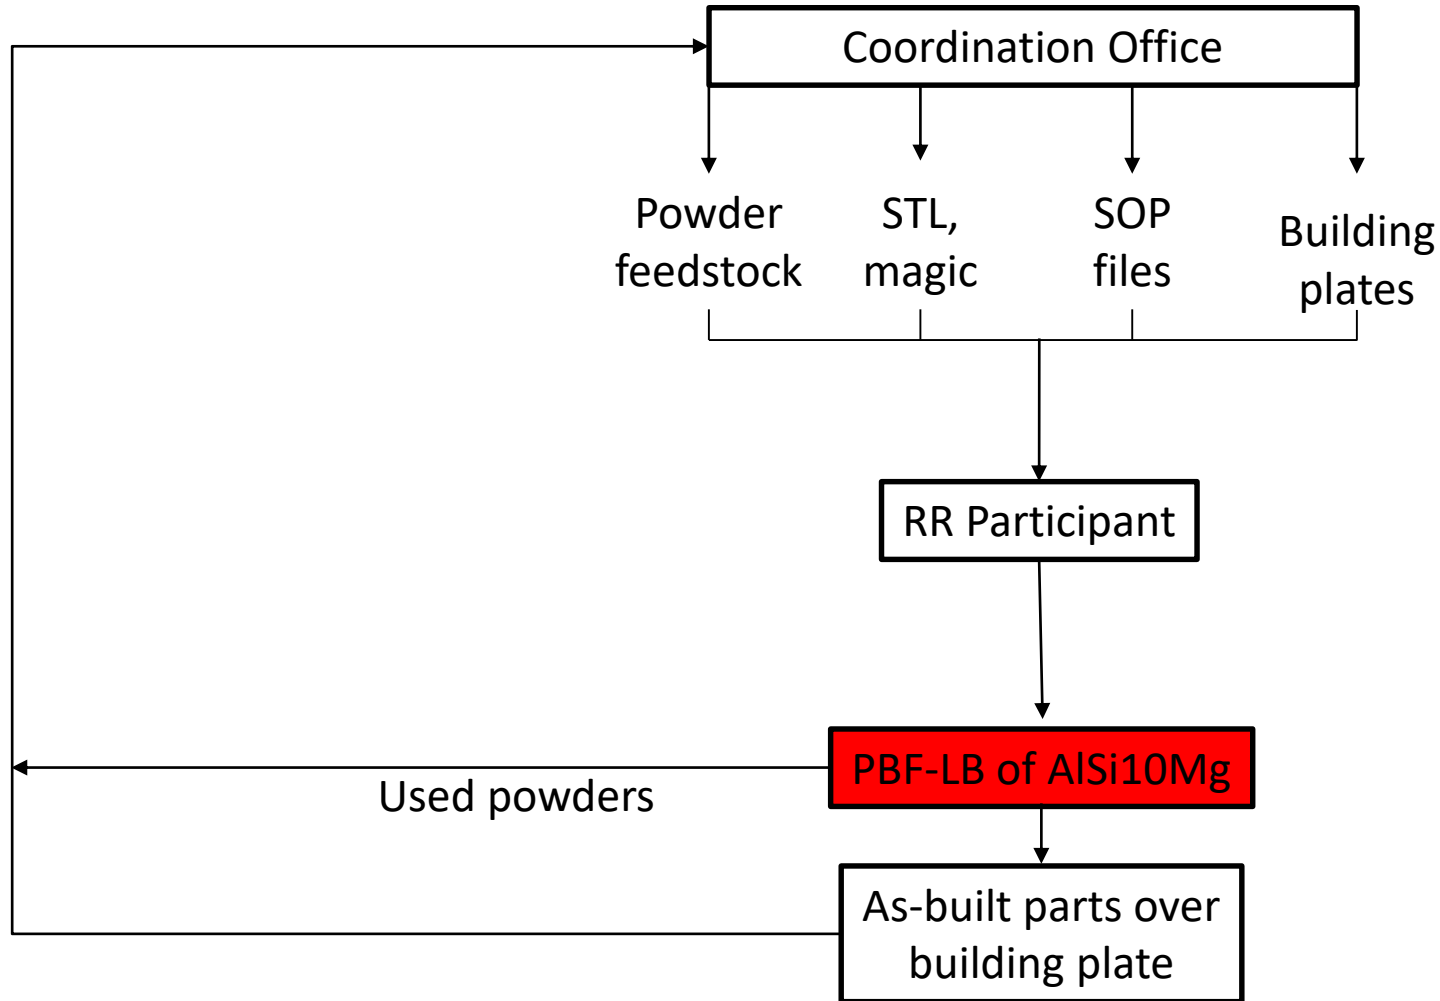 Coordination Office
Powder
feedstock
STL,
magic
SOP
files
Building
plates
RR Participant
PBF-LB of AlSi10Mg
Used powders
As-built parts over
building plate